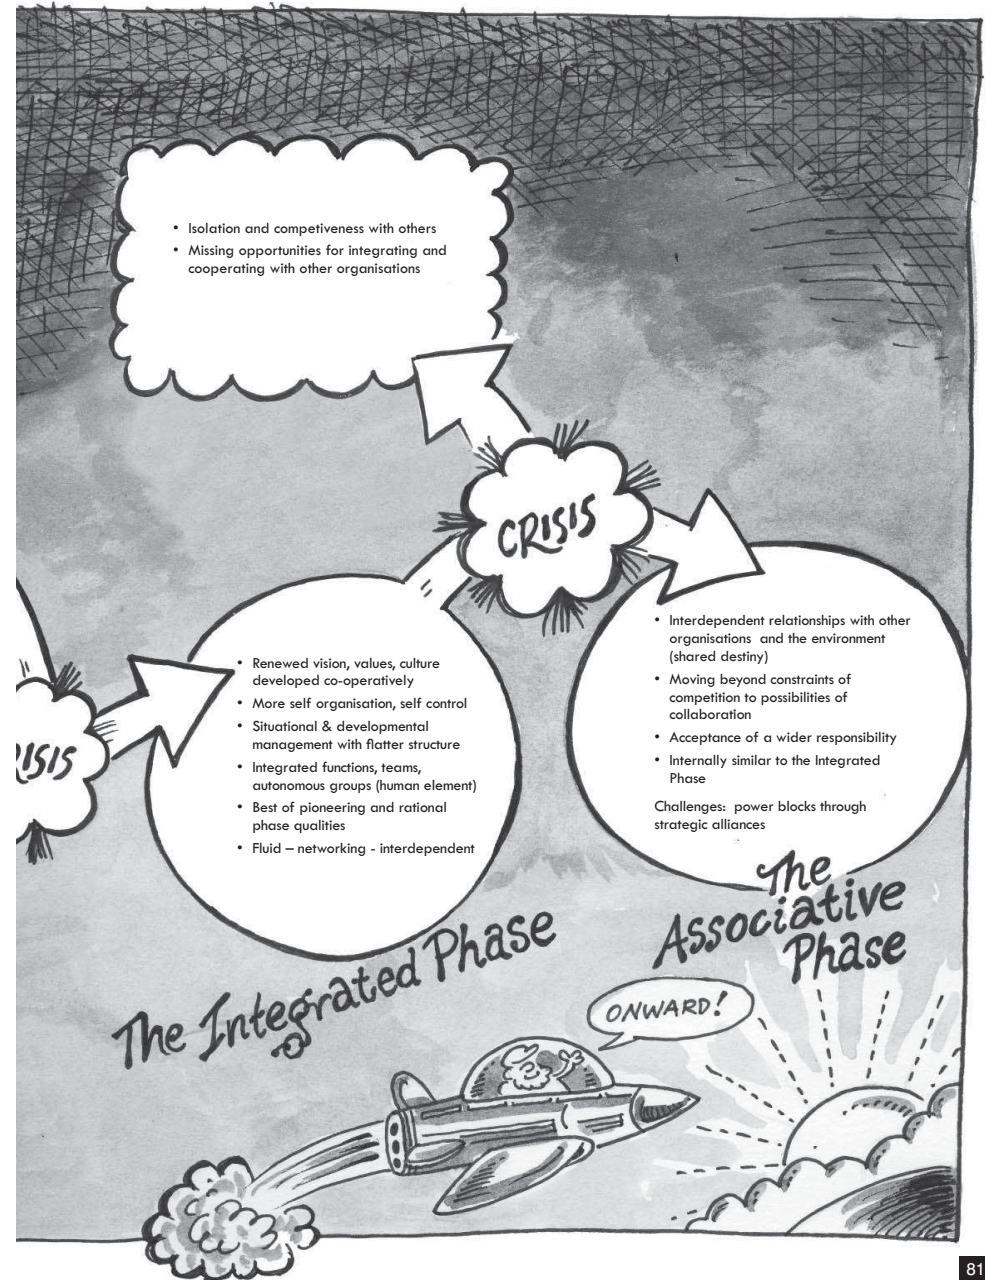 • Isolation and competiveness with others
• Missing opportunities for integrating and
cooperating with other organisations
CRISIS
• Interdependent relationships with other
organisations and the environment
(shared destiny)
• Moving beyond constraints of
competition to possibilities of
collaboration
• Acceptance of a wider responsibility
• Internally similar to the Integrated
Phase
Challenges: power blocks through
strategic alliances
The
Associative
Phase
RISIS
• Renewed vision, values, culture
developed co-operatively
• More self organisation, self control
• Situational & developmental
management with flatter structure
• Integrated functions, teams,
autonomous groups (human element)
• Best of pioneering and rational
phase qualities
• Fluid – networking - interdependent
The Integrated Phase
ONWARD!
81